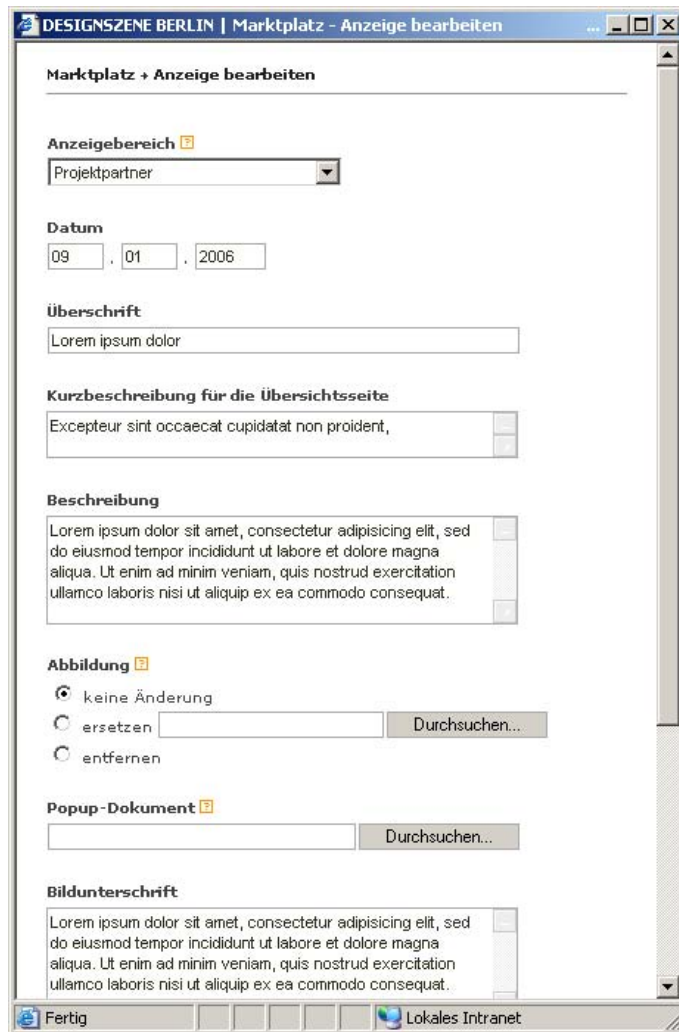 DESIGNSZENE BERLIN | Marktplatz - Anzeige bearbeiten ...
Marktplatz + Anzeige bearbeiten
Anzeigebereich ?
Projektpartner
Datum
09 . 01 . 2006
Überschrift
Lorem ipsum dolor
Kurzbeschreibung für die Übersichtsseite
Excepteur sint occaecat cupidatat non proident,
Beschreibung
Lorem ipsum dolor sit amet, consectetur adipisicing elit, sed
do eiusmod tempor incididunt ut labore et dolore magna
aliqua. Ut enim ad minim veniam, quis nostrud exercitation
ullamco laboris nisi ut aliquip ex ea commodo consequat.
Abbildung ?
keine Änderung
ersetzen Durchsuchen...
entfernen
Popup-Dokument ?
Durchsuchen...
Bildunterschrift
Lorem ipsum dolor sit amet, consectetur adipisicing elit, sed
do eiusmod tempor incididunt ut labore et dolore magna
aliqua. Ut enim ad minim veniam, quis nostrud exercitation
ullamco laboris nisi ut aliquip ex ea commodo consequat.
Fertig Lokales Intranet